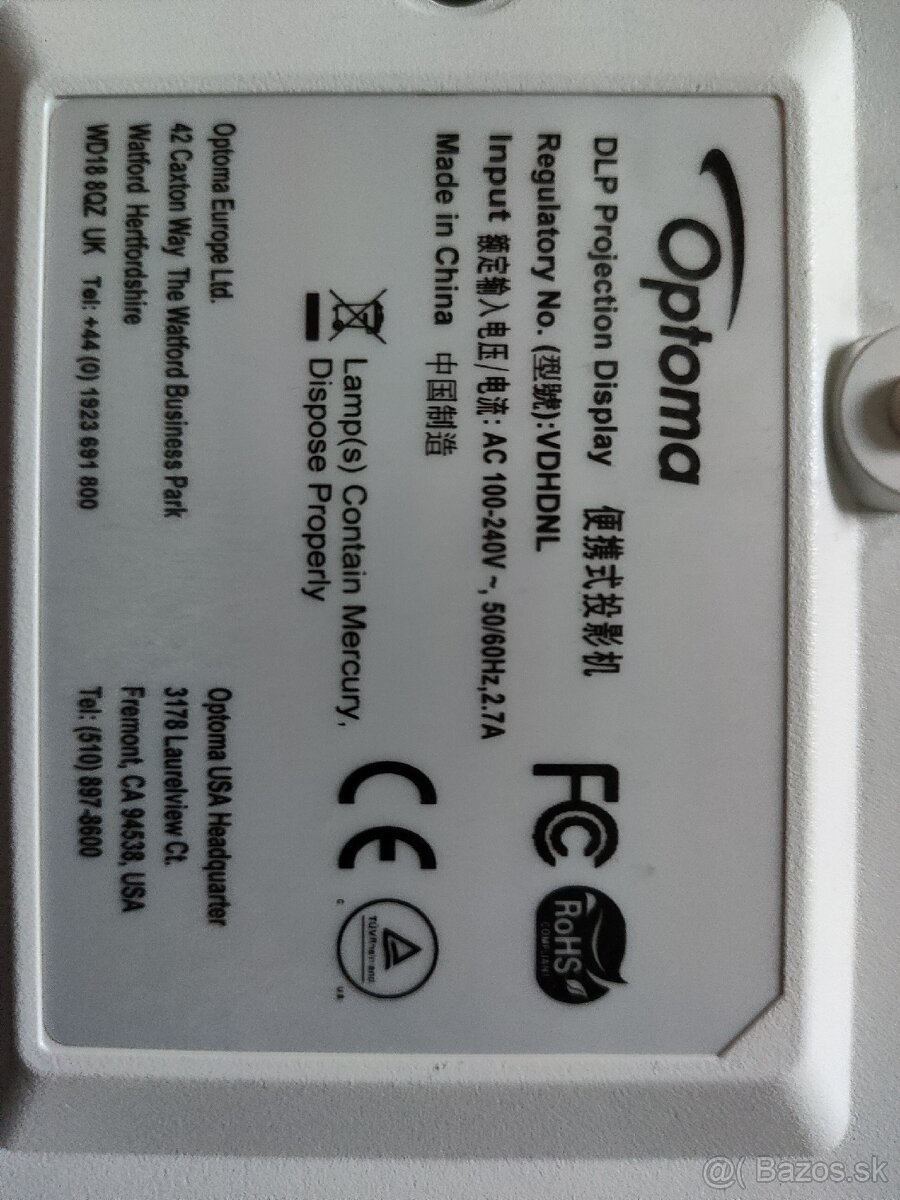 Optoma
DLP Projection Display 便携式投影机
Regulatory No. (型號):VDHDNL
Input 额定输入电压/电流: AC 100-240V ~, 50/60Hz,2.7A
Made in China 中国制造
FC
RoHS
COMPLIANT
Lamp(s) Contain Mercury,
Dispose Properly
CE
TÜVRheinland
C US
Optoma Europe Ltd.
42 Caxton Way The Watford Business Park
Watford Hertfordshire
WD18 8QZ UK Tel: +44 (0) 1923 691 800
Optoma USA Headquarter
3178 Laurelview Ct.
Fremont, CA 94538, USA
Tel: (510) 897-8600
@( Bazos.sk